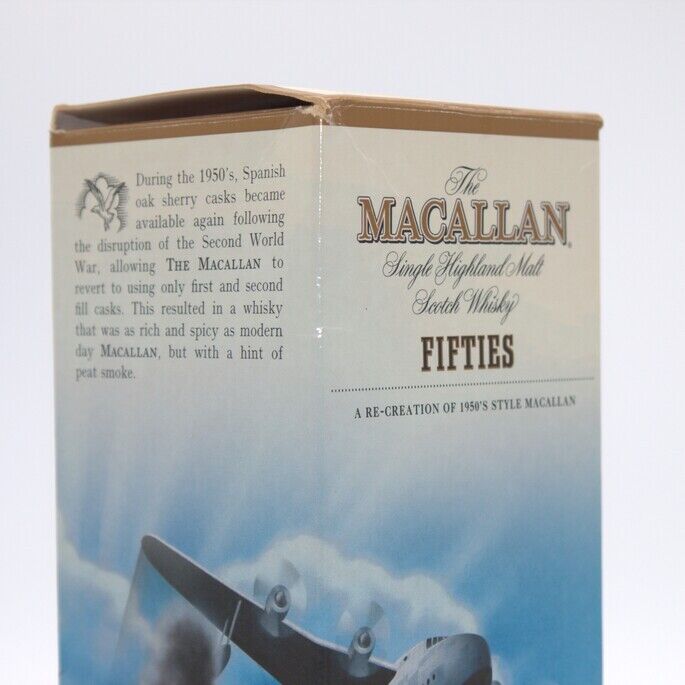 During the 1950's, Spanish
oak sherry casks became
available again following
the disruption of the Second World
War, allowing THE MACALLAN to
revert to using only first and second
fill casks. This resulted in a whisky
that was as rich and spicy as modern
day MACALLAN, but with a hint of
peat smoke.
The
MACALLAN.
Single Highland Malt
Scotch Whisky
FIFTIES
A RE-CREATION OF 1950'S STYLE MACALLAN